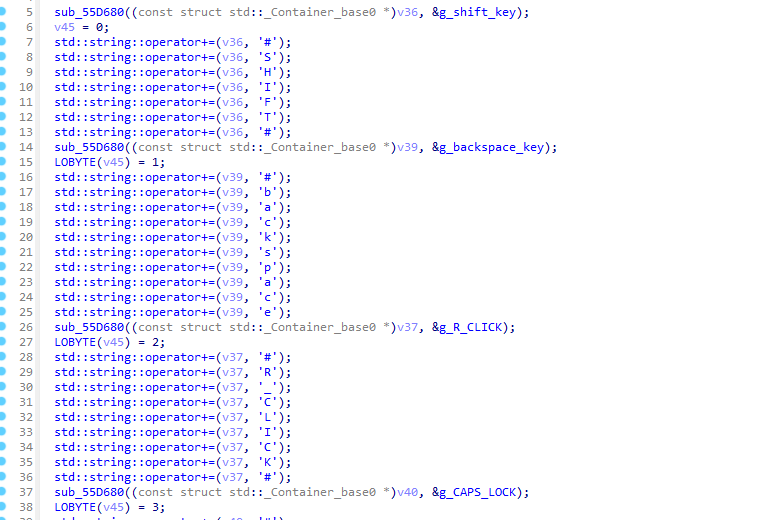 5 sub_55D680((const struct std::_Container_base0 *)v36, &g_shift_key);
6 v45 = 0;
7 std::string::operator+=(v36, '#');
8 std::string::operator+=(v36, 'S');
9 std::string::operator+=(v36, 'H');
10 std::string::operator+=(v36, 'I');
11 std::string::operator+=(v36, 'F');
12 std::string::operator+=(v36, 'T');
13 std::string::operator+=(v36, '#');
14 sub_55D680((const struct std::_Container_base0 *)v39, &g_backspace_key);
15 LOBYTE(v45) = 1;
16 std::string::operator+=(v39, '#');
17 std::string::operator+=(v39, 'b');
18 std::string::operator+=(v39, 'a');
19 std::string::operator+=(v39, 'c');
20 std::string::operator+=(v39, 'k');
21 std::string::operator+=(v39, 's');
22 std::string::operator+=(v39, 'p');
23 std::string::operator+=(v39, 'a');
24 std::string::operator+=(v39, 'c');
25 std::string::operator+=(v39, 'e');
26 sub_55D680((const struct std::_Container_base0 *)v37, &g_R_CLICK);
27 LOBYTE(v45) = 2;
28 std::string::operator+=(v37, '#');
29 std::string::operator+=(v37, 'R');
30 std::string::operator+=(v37, '_');
31 std::string::operator+=(v37, 'C');
32 std::string::operator+=(v37, 'L');
33 std::string::operator+=(v37, 'I');
34 std::string::operator+=(v37, 'C');
35 std::string::operator+=(v37, 'K');
36 std::string::operator+=(v37, '#');
37 sub_55D680((const struct std::_Container_base0 *)v40, &g_CAPS_LOCK);
38 LOBYTE(v45) = 3;